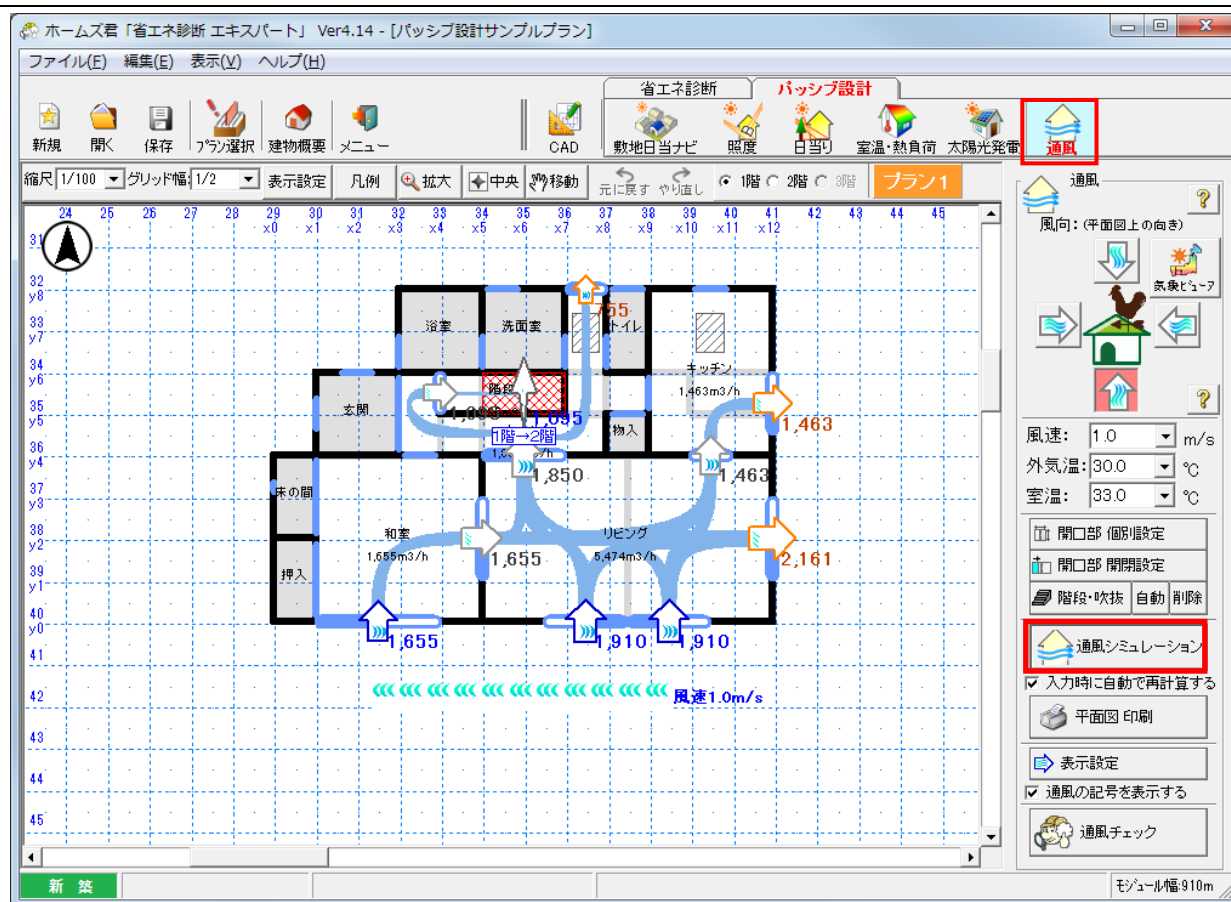 ホームズ君「省エネ診断 エキスパート」 Ver4.14 - [パッシブ設計サンプルプラン]
ファイル(F) 編集(E) 表示(V) ヘルプ(H)
省エネ診断 パッシブ設計
新規 開く 保存 プラン選択 建物概要 メニュー CAD 敷地日当ナビ 照度 日当り 室温・熱負荷 太陽光発電 通風
縮尺 1/100 グリッド幅: 1/2 表示設定 凡例 拡大 中央 移動 元に戻す やり直し 1階 2階 3階 プラン1
24 25 26 27 28 29 30 31 32 33 34 35 36 37 38 39 40 41 42 43 44 45
x0 x1 x2 x3 x4 x5 x6 x7 x8 x9 x10 x11 x12
31
32
y8
755
33
y7
浴室 洗面室 トイレ
34
y6
キッチン
階段
1,463m3/h
玄関
35
y5
1,095
1,463
物入
1階→2階
36
y4
1,850
1,463
37
y3
床の間
38
y2
和室 リビング
1,655m3/h 1,655 5,474m3/h 2,161
39
y1
押入
40
y0
1,655 1,910 1,910
41
42
風速1.0m/s
43
44
45
通風
?
風向: (平面図上の向き)
気象ビューア
?
風速: 1.0 m/s
外気温: 30.0 ℃
室温: 33.0 ℃
開口部 個別設定
開口部 開閉設定
階段・吹抜 自動 削除
通風シミュレーション
入力時に自動で再計算する
平面図 印刷
表示設定
通風の記号を表示する
通風チェック
新 築
モジュール幅:910m